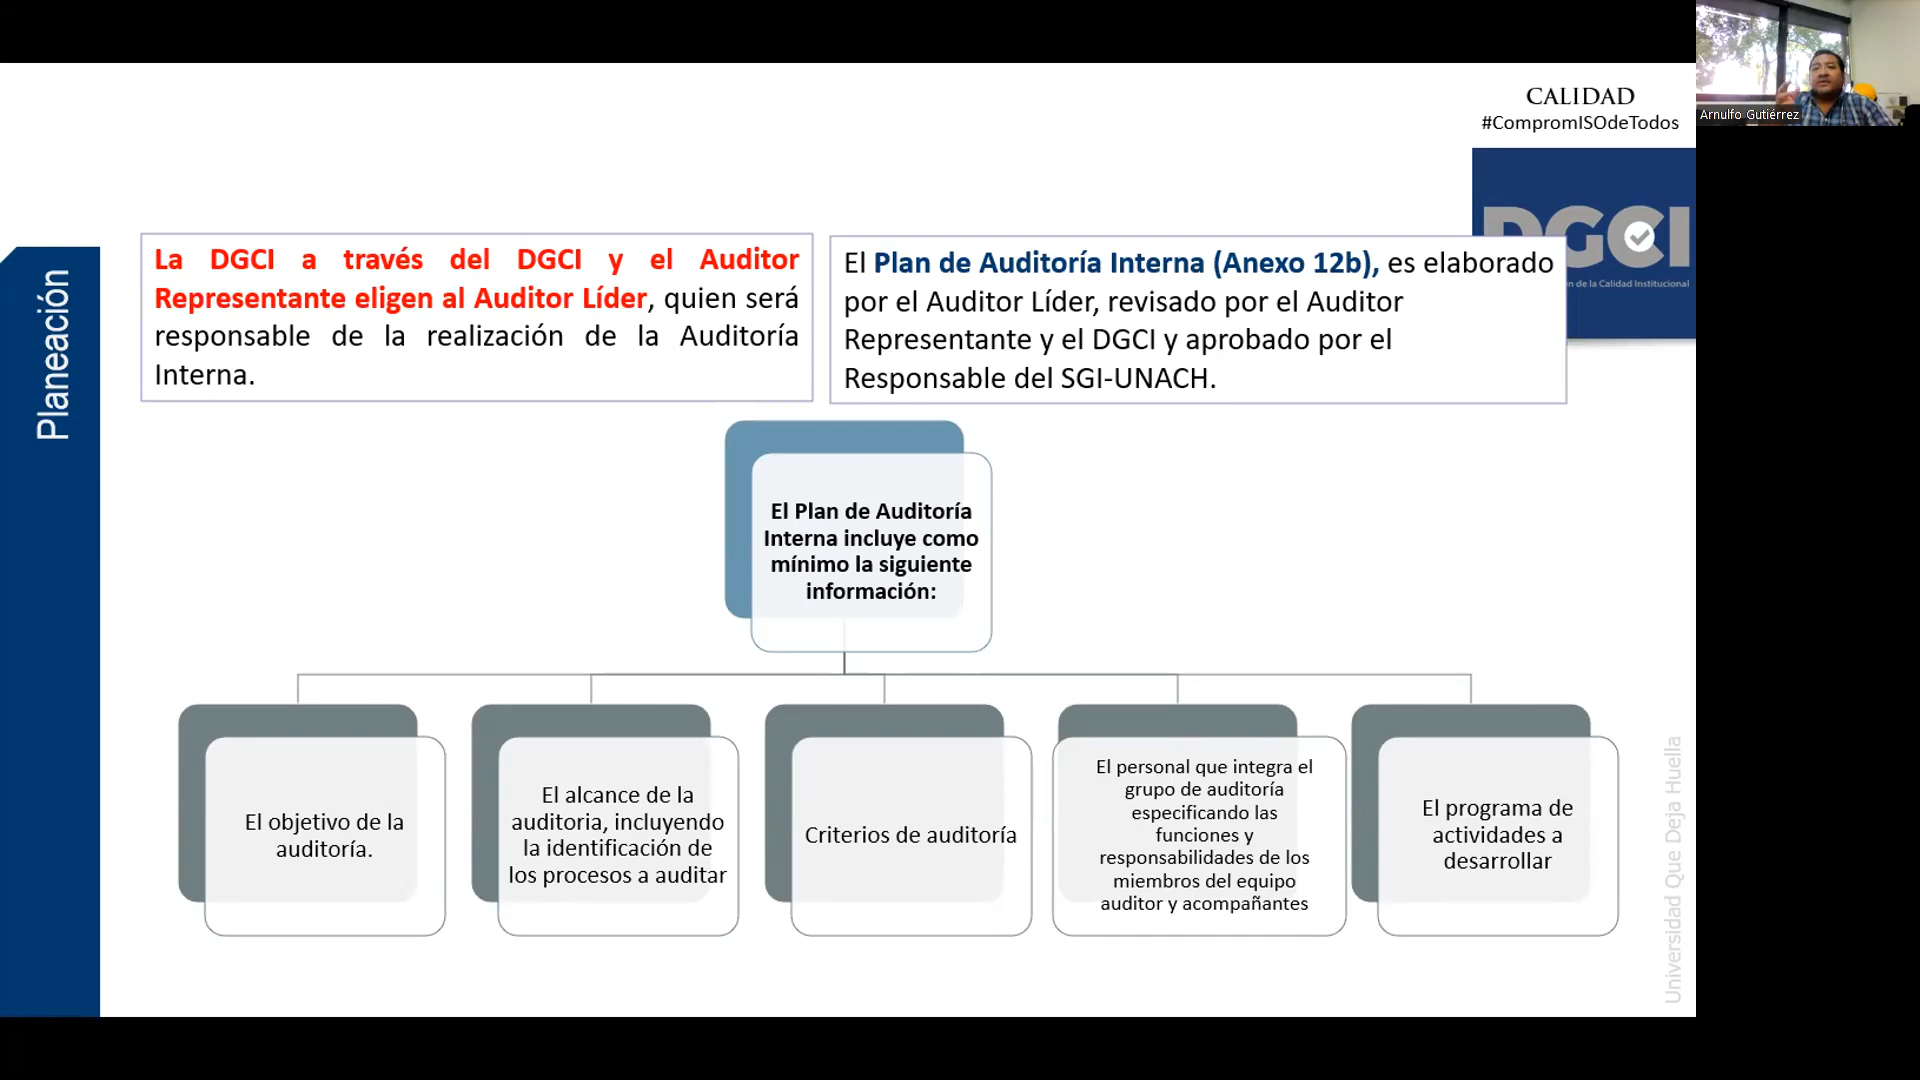 CALIDAD
#CompromISOdeTodos
Arnulfo Gutiérrez
DGCI
n de la Calidad Institucional
Planeación
La DGCI a través del DGCI y el Auditor
Representante eligen al Auditor Líder, quien será
responsable de la realización de la Auditoría
Interna.
El Plan de Auditoría Interna (Anexo 12b), es elaborado
por el Auditor Líder, revisado por el Auditor
Representante y el DGCI y aprobado por el
Responsable del SGI-UNACH.
El Plan de Auditoría
Interna incluye como
mínimo la siguiente
información:
El objetivo de la
auditoría.
El alcance de la
auditoria, incluyendo
la identificación de
los procesos a auditar
Criterios de auditoría
El personal que integra el
grupo de auditoría
especificando las
funciones y
responsabilidades de los
miembros del equipo
auditor y acompañantes
El programa de
actividades a
desarrollar
Universidad Que Deja Huella